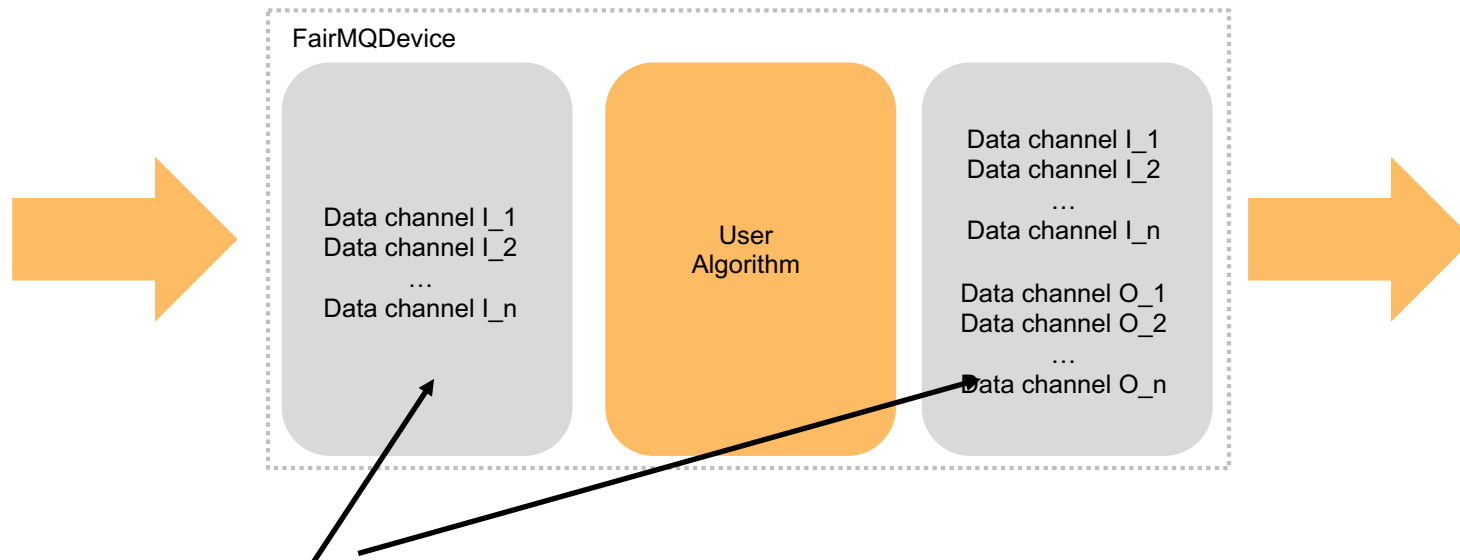 FairMQDevice
Data channel I_1
Data channel I_2
…
Data channel I_n
User
Algorithm
Data channel I_1
Data channel I_2
…
Data channel I_n
Data channel O_1
Data channel O_2
…
Data channel O_n